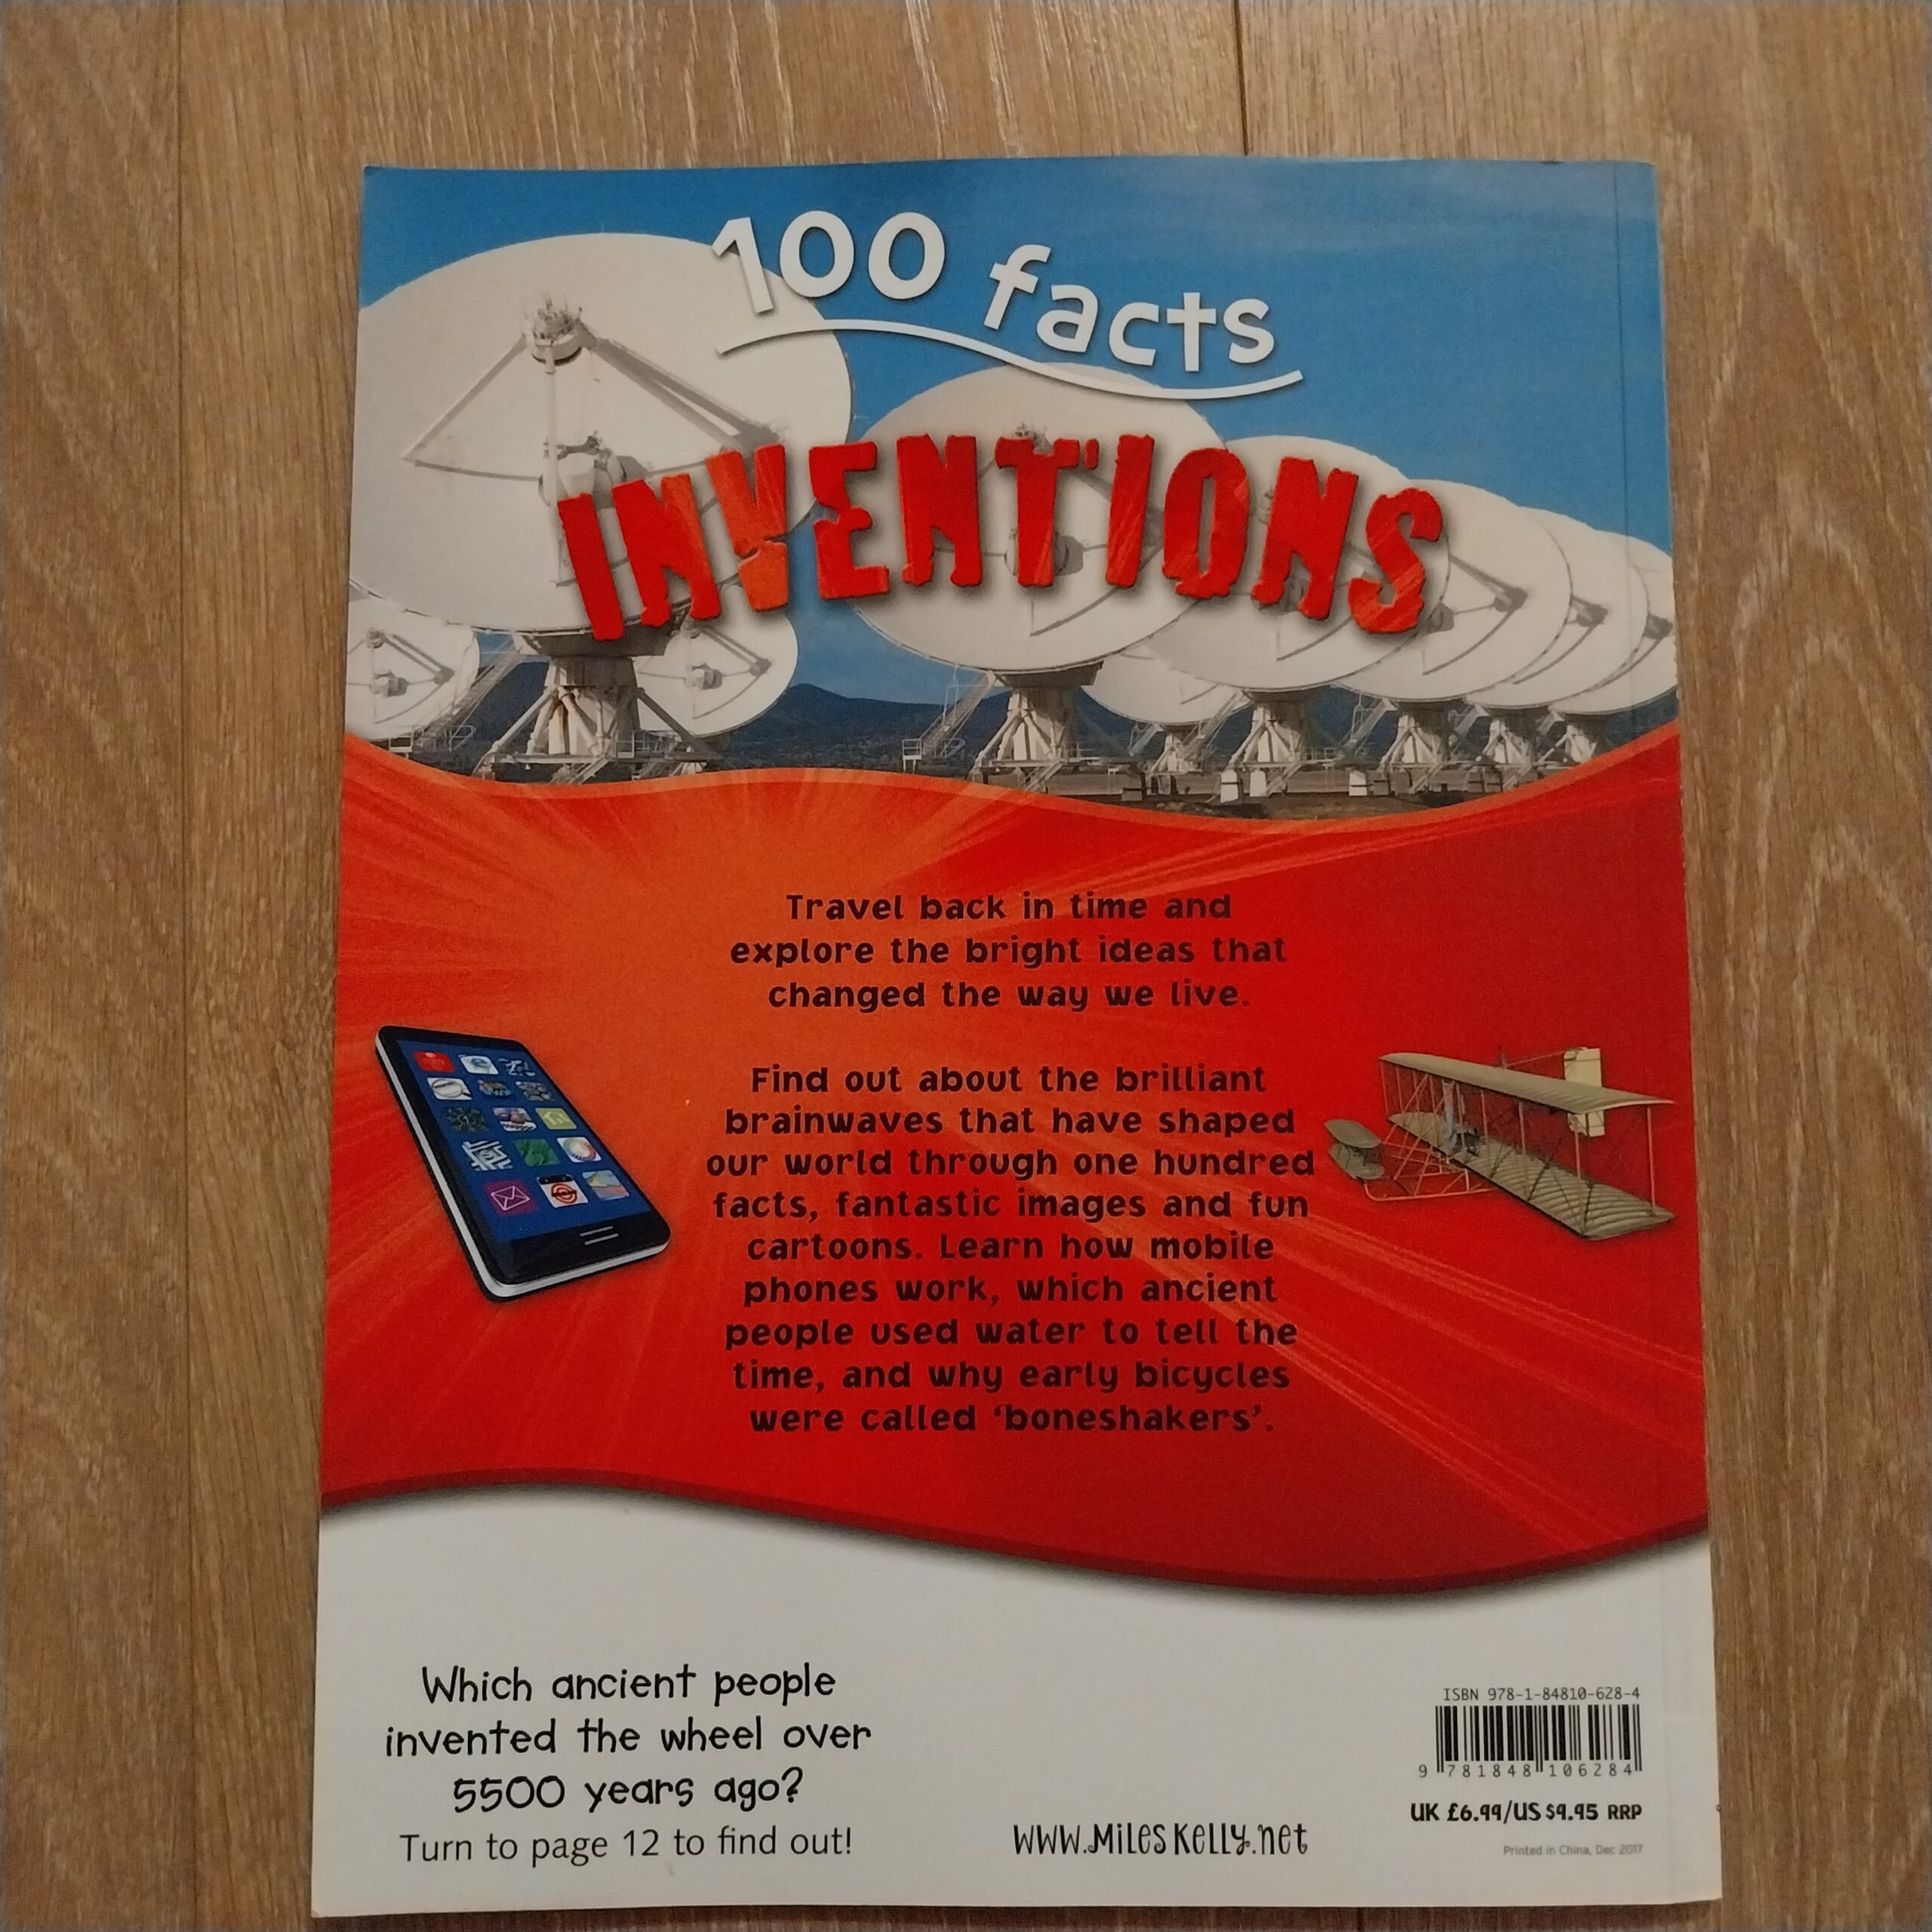 100 facts
INVENTIONS
Travel back in time and
explore the bright ideas that
changed the way we live.
Find out about the brilliant
brainwaves that have shaped
our world through one hundred
facts, fantastic images and fun
cartoons. Learn how mobile
phones work, which ancient
people used water to tell the
time, and why early bicycles
were called ‘boneshakers’.
Which ancient people
invented the wheel over
5500 years ago?
Turn to page 12 to find out!
www.MilesKelly.net
ISBN 978-1-84810-628-4
9 781848 106284
UK £6.99/US $9.95 RRP
Printed in China, Dec 2017